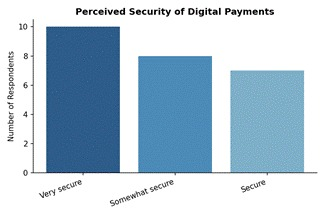 Perceived Security of Digital Payments
Number of Respondents
10
8
6
4
2
0
Very secure
Somewhat secure
Secure